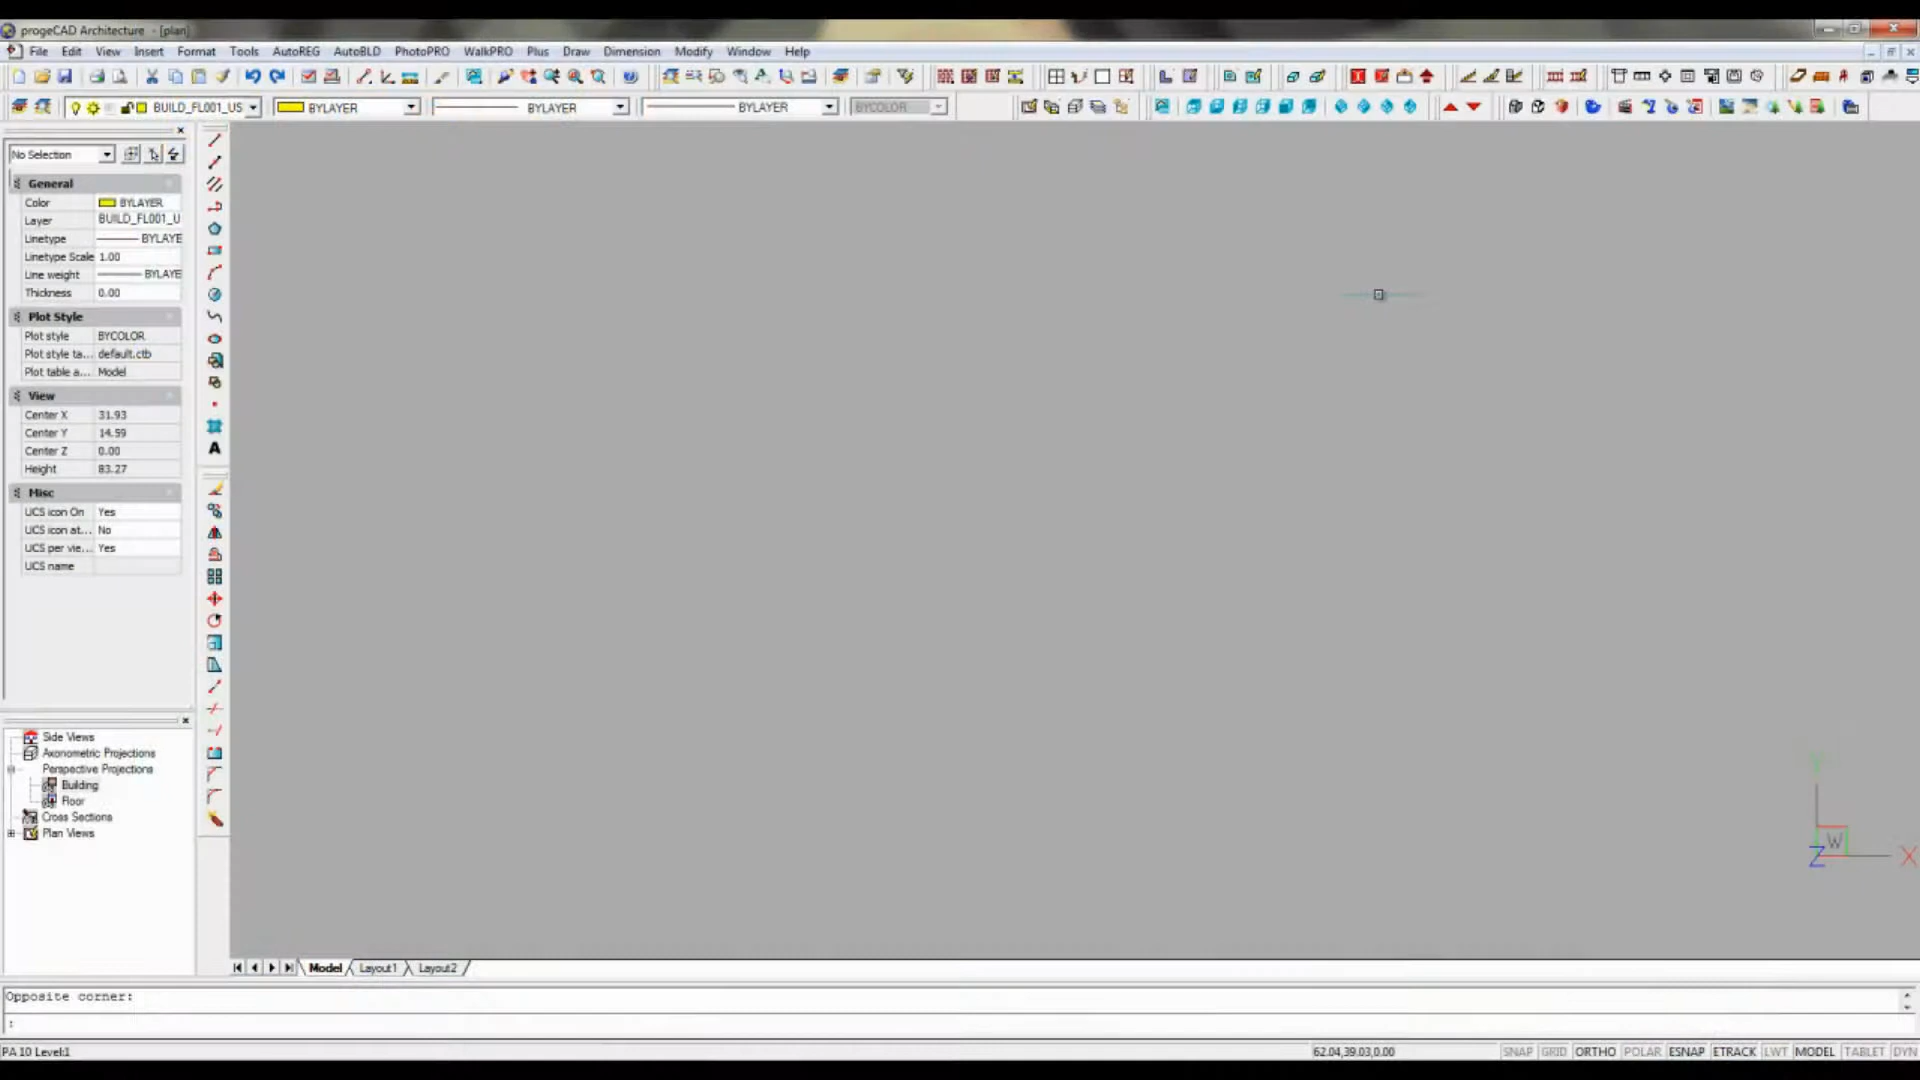 progeCAD Architecture - [plan]
File Edit View Insert Format Tools AutoREG AutoBLD PhotoPRO WalkPRO Plus Draw Dimension Modify Window Help
BUILD_FL001_US BYLAYER BYLAYER BYLAYER BYCOLOR
No Selection
General
Color BYLAYER
Layer BUILD_FL001_U
Linetype BYLAYE
Linetype Scale 1.00
Line weight BYLAYE
Thickness 0.00
Plot Style
Plot style BYCOLOR
Plot style ta... default.ctb
Plot table a... Model
View
Center X 31.93
Center Y 14.59
Center Z 0.00
Height 83.27
Misc
UCS icon On Yes
UCS icon at... No
UCS per vie... Yes
UCS name
A
Side Views
Axonometric Projections
Perspective Projections
Building
Floor
Cross Sections
Plan Views
Y
W
Z X
Model Layout1 Layout2
Opposite corner:
:
PA 10 Level:1 62.04,39.03,0.00 SNAP GRID ORTHO POLAR ESNAP ETRACK LWT MODEL TABLET DYN